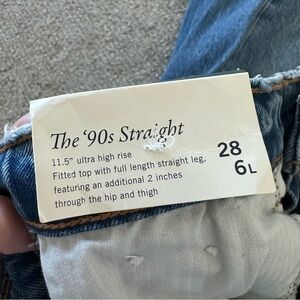 The '90s Straight
11.5" ultra high rise
Fitted top with full length straight leg,
featuring an additional 2 inches
through the hip and thigh
28
6L